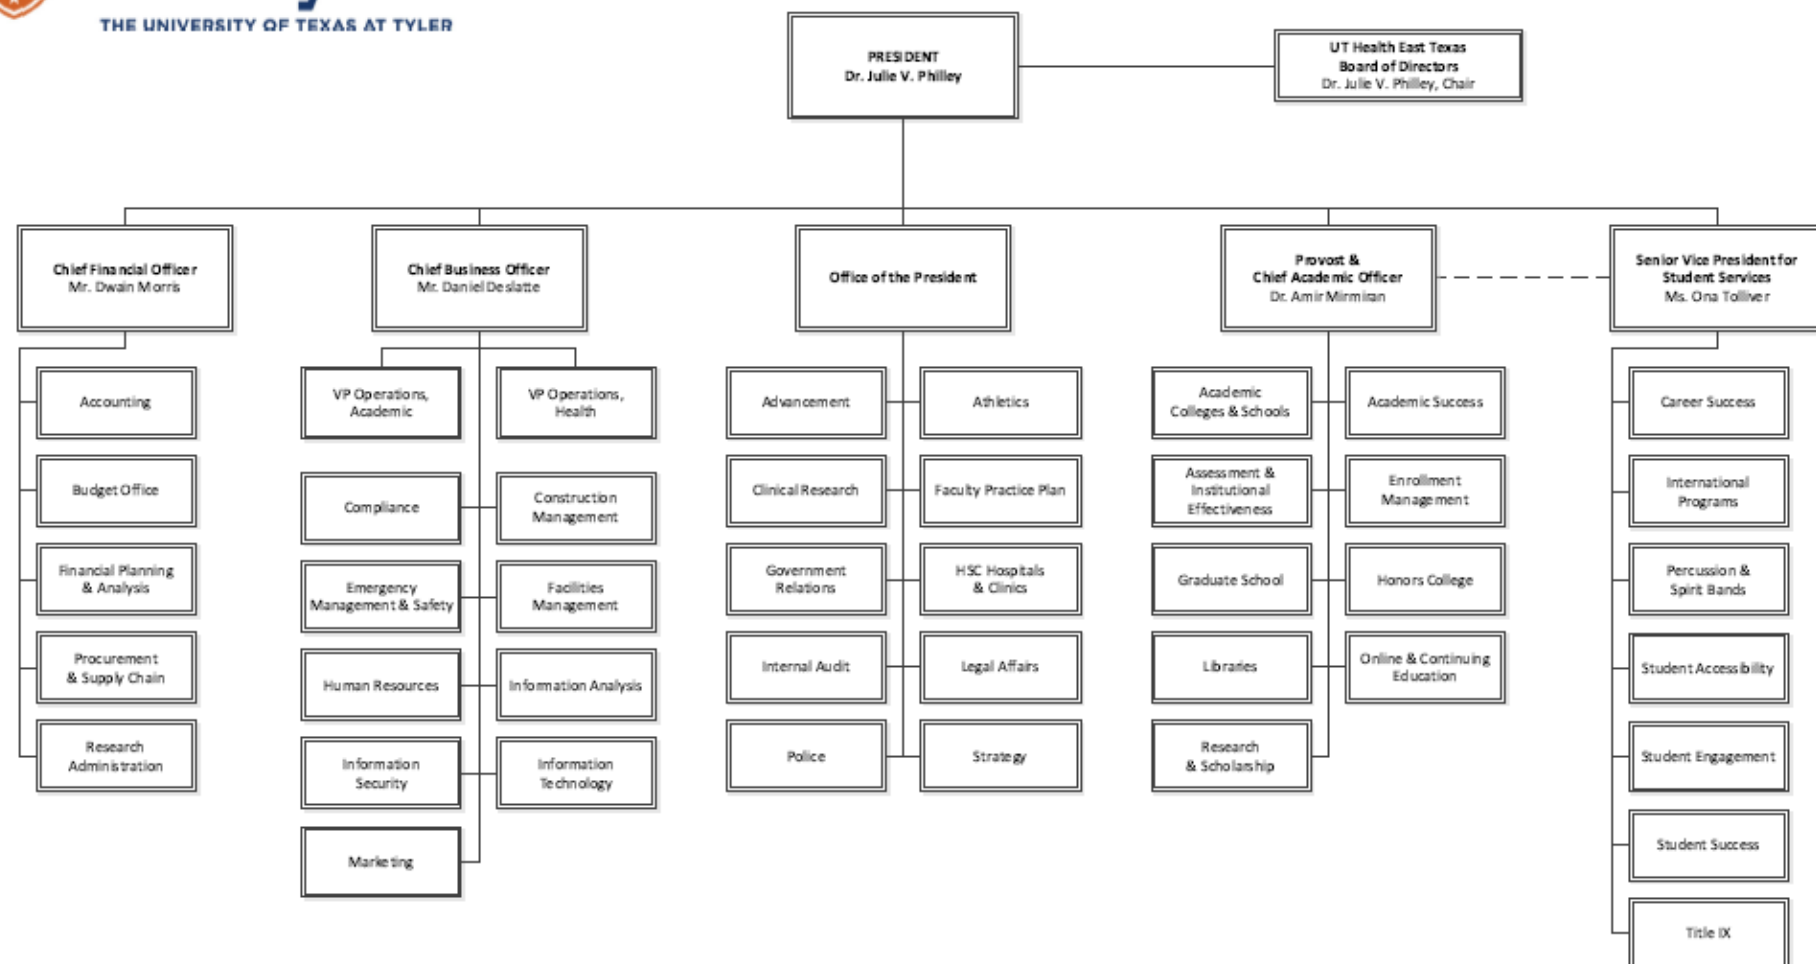 THE UNIVERSITY OF TEXAS AT TYLER
PRESIDENT
Dr. Julie V. Philley
UT Health East Texas
Board of Directors
Dr. Julie V. Philley, Chair
Chief Financial Officer
Mr. Dwain Morris
Chief Business Officer
Mr. Daniel Deslatte
Office of the President
Provost &
Chief Academic Officer
Dr. Amir Mirmiran
Senior Vice President for
Student Services
Ms. Ona Tolliver
Accounting
Budget Office
Financial Planning
& Analysis
Procurement
& Supply Chain
Research
Administration
VP Operations,
Academic
VP Operations,
Health
Compliance
Construction
Management
Emergency
Management & Safety
Facilities
Management
Human Resources
Information Analysis
Information
Security
Information
Technology
Marketing
Advancement
Athletics
Clinical Research
Faculty Practice Plan
Government
Relations
HSC Hospitals
& Clinics
Internal Audit
Legal Affairs
Police
Strategy
Academic
Colleges & Schools
Academic Success
Assessment &
Institutional
Effectiveness
Enrollment
Management
Graduate School
Honors College
Libraries
Online & Continuing
Education
Research
& Scholarship
Career Success
International
Programs
Percussion &
Spirit Bands
Student Accessibility
Student Engagement
Student Success
Title IX